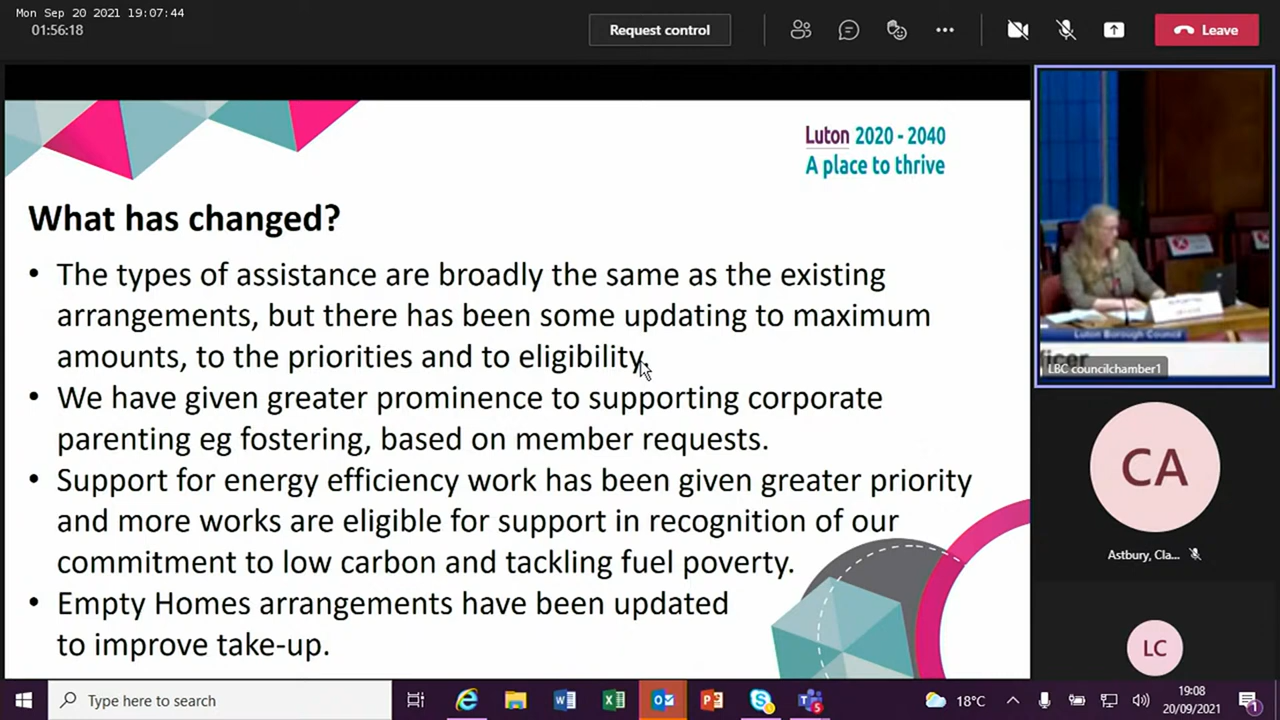 Mon Sep 20 2021 19:07:44
01:56:18
Request control
Leave
Luton 2020 - 2040
A place to thrive
What has changed?
• The types of assistance are broadly the same as the existing
arrangements, but there has been some updating to maximum
amounts, to the priorities and to eligibility.
• We have given greater prominence to supporting corporate
parenting eg fostering, based on member requests.
• Support for energy efficiency work has been given greater priority
and more works are eligible for support in recognition of our
commitment to low carbon and tackling fuel poverty.
• Empty Homes arrangements have been updated
to improve take-up.
Luton Borough Council
LBC councilchamber1
CA
Astbury, Cla...
LC
Type here to search
18°C
19:08
20/09/2021